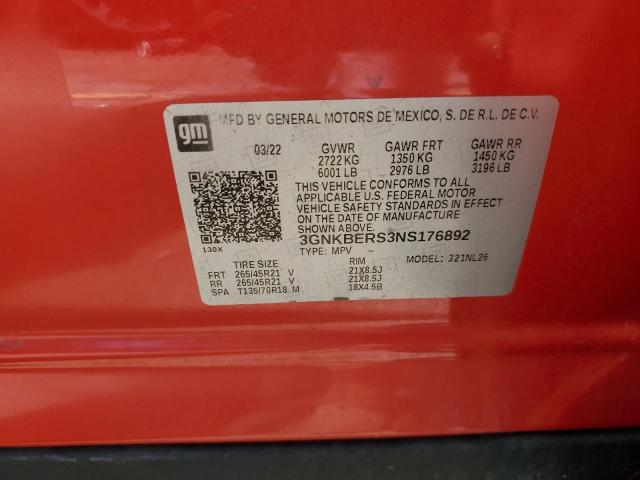 gm
MFD BY GENERAL MOTORS DE MEXICO, S. DE R.L. DE C.V.
03/22 GVWR GAWR FRT GAWR RR
2722 KG 1350 KG 1450 KG
6001 LB 2976 LB 3196 LB
THIS VEHICLE CONFORMS TO ALL
APPLICABLE U.S. FEDERAL MOTOR
VEHICLE SAFETY STANDARDS IN EFFECT
ON THE DATE OF MANUFACTURE
SHOWN ABOVE.
3GNKBERS3NS176892
130X
TYPE: MPV MODEL: 321NL26
TIRE SIZE RIM
FRT 265/45R21 V 21X8.5J
RR 265/45R21 V 21X8.5J
SPA T135/70R18 M 18X4.5B